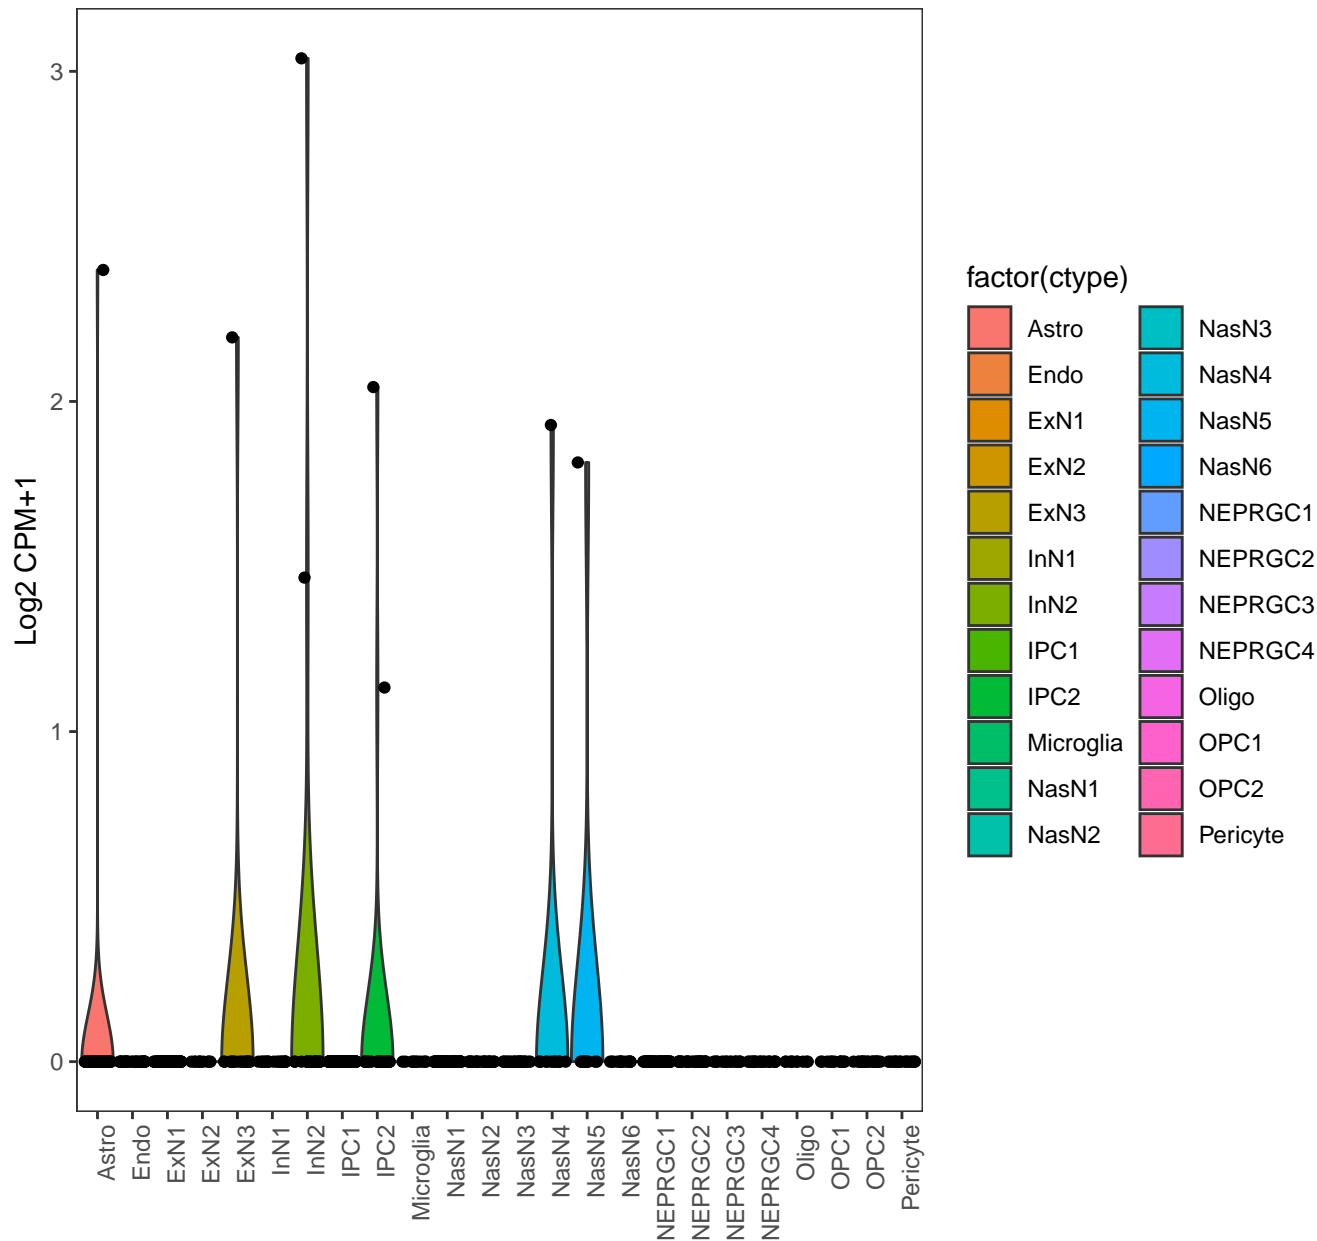 3
2
1
0
Log2 CPM+1
Astro
Endo
ExN1
ExN2
ExN3
InN1
InN2
IPC1
IPC2
Microglia
NasN1
NasN2
NasN3
NasN4
NasN5
NasN6
NEPRGC1
NEPRGC2
NEPRGC3
NEPRGC4
Oligo
OPC1
OPC2
Pericyte
factor(ctype)
Astro
Endo
ExN1
ExN2
ExN3
InN1
InN2
IPC1
IPC2
Microglia
NasN1
NasN2
NasN3
NasN4
NasN5
NasN6
NEPRGC1
NEPRGC2
NEPRGC3
NEPRGC4
Oligo
OPC1
OPC2
Pericyte